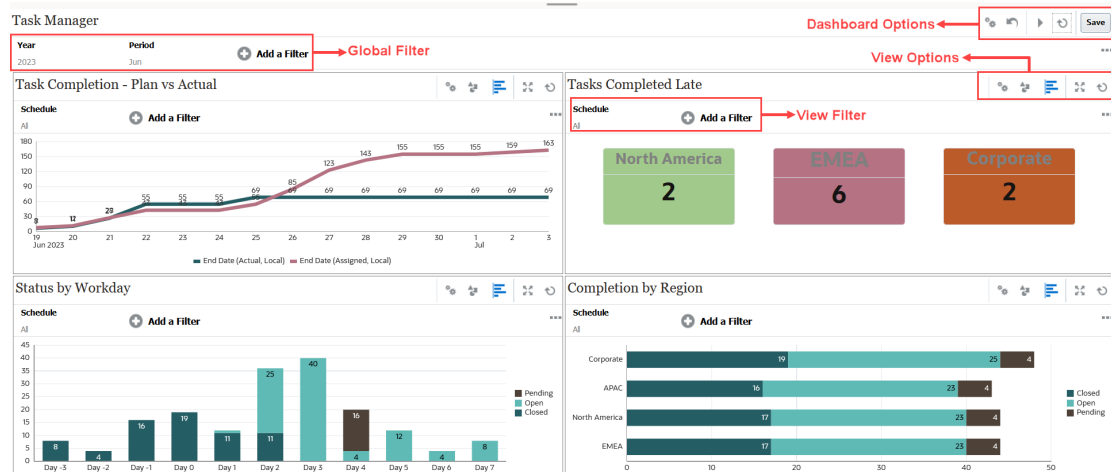 Task Manager
Dashboard Options
Save
Year
Period
2023
Jun
Add a Filter
Global Filter
View Options
Task Completion - Plan vs Actual
Schedule
All
Add a Filter
180
150
120
90
60
30
0
8
28
55
55
55
69
69
69
69
69
69
69
69
69
85
123
143
155
155
155
159
163
19
20
21
22
23
24
25
26
27
28
29
30
1
2
3
Jun 2023
Jul
End Date (Actual, Local)
End Date (Assigned, Local)
Tasks Completed Late
Schedule
All
Add a Filter
View Filter
North America
2
EMEA
6
Corporate
2
Status by Workday
Schedule
All
Add a Filter
45
40
35
30
25
20
15
10
5
0
8
4
16
19
11
11
25
40
16
4
12
4
8
Day -3
Day -2
Day -1
Day 0
Day 1
Day 2
Day 3
Day 4
Day 5
Day 6
Day 7
Pending
Open
Closed
Completion by Region
Schedule
All
Add a Filter
Corporate
19
25
4
APAC
16
23
4
North America
17
23
4
EMEA
17
23
4
0
10
20
30
40
50
Closed
Open
Pending